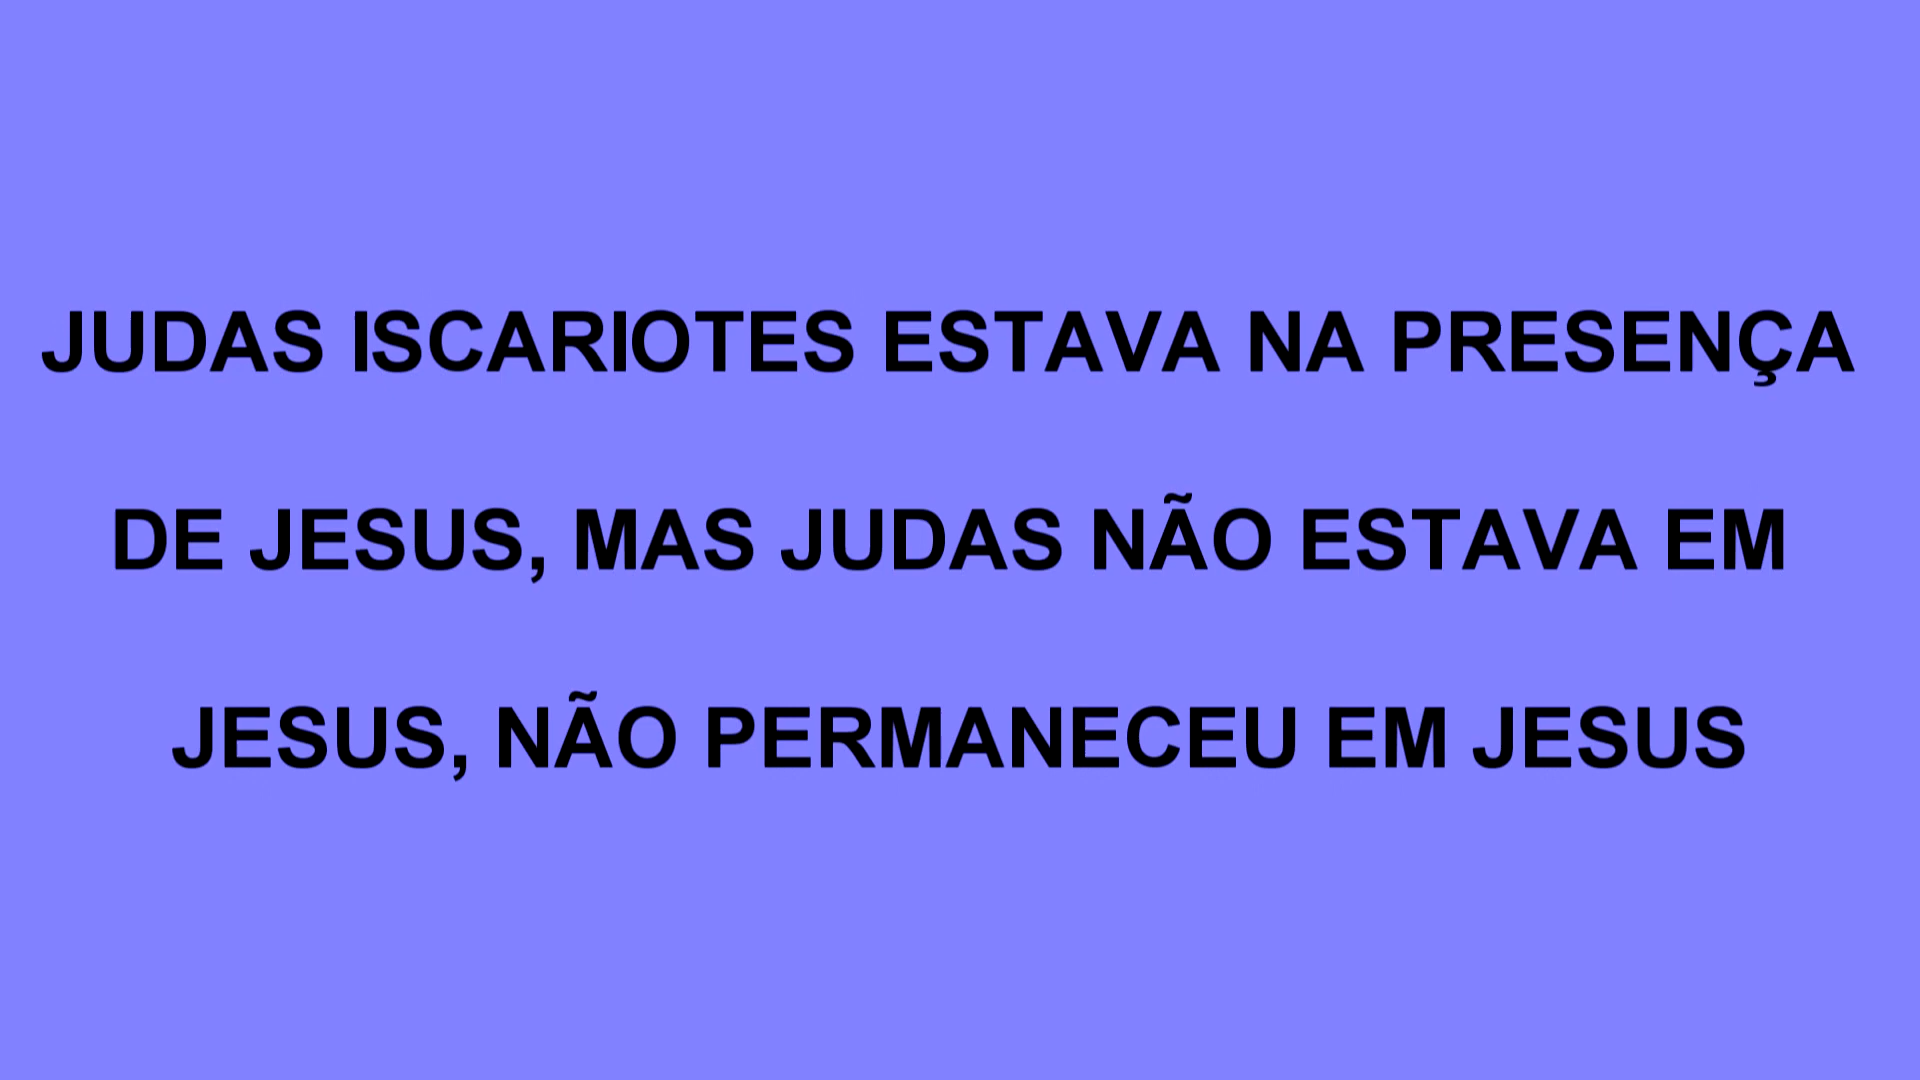 JUDAS ISCARIOTES ESTAVA NA PRESENÇA
DE JESUS, MAS JUDAS NÃO ESTAVA EM
JESUS, NÃO PERMANECEU EM JESUS